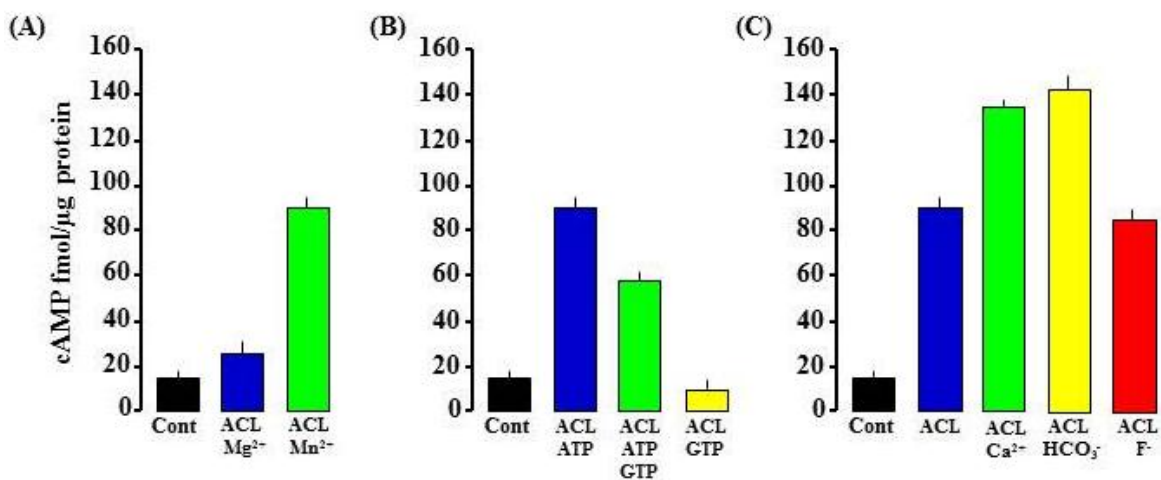 (A)
160
140
120
100
80
60
40
20
0
cAMP fmol/µg protein
Cont
ACL
Mg²⁺
ACL
Mn²⁺
(B)
160
140
120
100
80
60
40
20
0
Cont
ACL
ATP
ACL
ATP
GTP
ACL
GTP
(C)
160
140
120
100
80
60
40
20
0
Cont
ACL
ACL
Ca²⁺
ACL
HCO₃⁻
ACL
F⁻